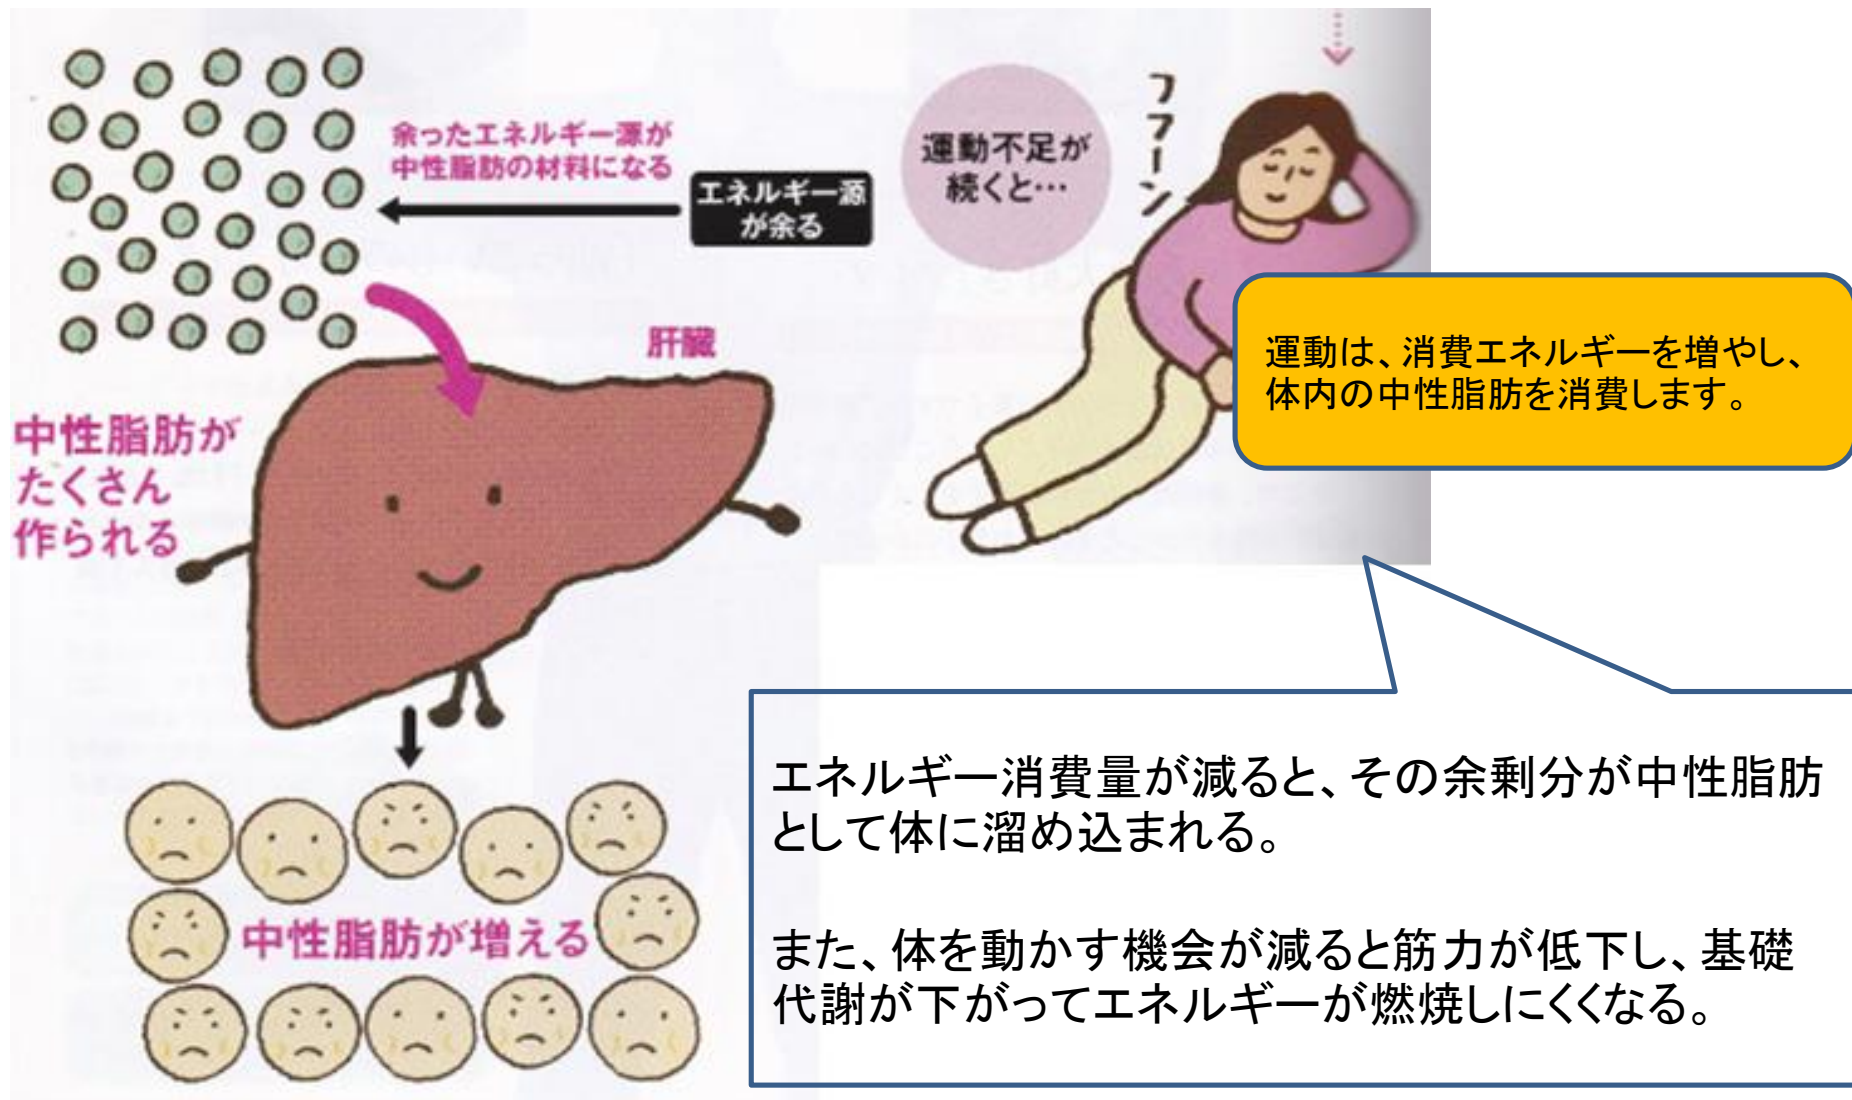 フフーン
運動不足が
続くと…
エネルギー源
が余る
余ったエネルギー源が
中性脂肪の材料になる
肝臓
中性脂肪が
たくさん
作られる
中性脂肪が増える
運動は、消費エネルギーを増やし、
体内の中性脂肪を消費します。
エネルギー消費量が減ると、その余剰分が中性脂肪
として体に溜め込まれる。
また、体を動かす機会が減ると筋力が低下し、基礎
代謝が下がってエネルギーが燃焼しにくくなる。